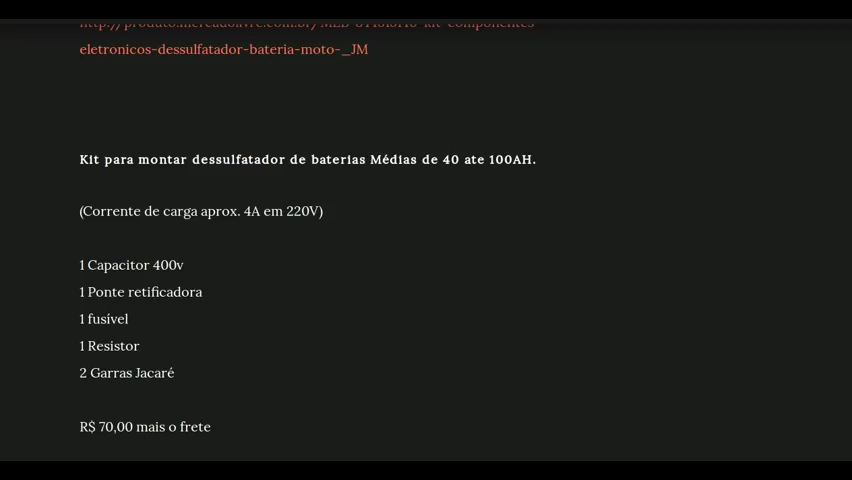 eletronicos-dessulfatador-bateria-moto-_JM
Kit para montar dessulfatador de baterias Médias de 40 ate 100AH.
(Corrente de carga aprox. 4A em 220V)
1 Capacitor 400v
1 Ponte retificadora
1 fusível
1 Resistor
2 Garras Jacaré
R$ 70,00 mais o frete